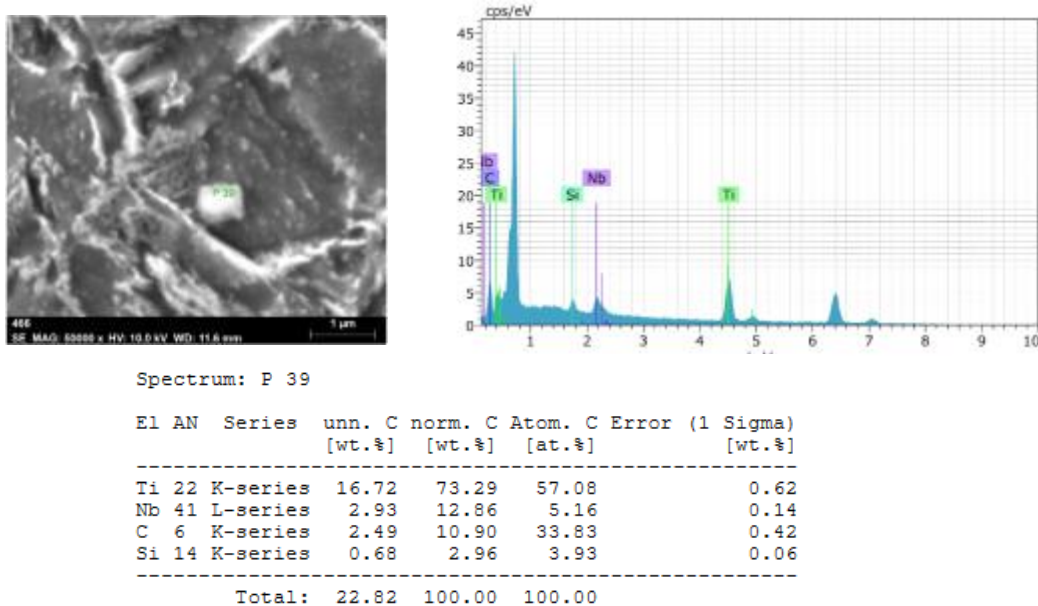 P 39
466
1 µm
SE MAG: 50000 x HV: 10.0 kV WD: 11.6 mm
cps/eV
45
40
35
30
25
20
15
10
5
0
C
Ti
Si
Nb
Ti
1 2 3 4 5 6 7 8 9 10
Spectrum: P 39
El AN Series unn. C norm. C Atom. C Error (1 Sigma)
[wt.%] [wt.%] [at.%] [wt.%]
Ti 22 K-series 16.72 73.29 57.08 0.62
Nb 41 L-series 2.93 12.86 5.16 0.14
C 6 K-series 2.49 10.90 33.83 0.42
Si 14 K-series 0.68 2.96 3.93 0.06
Total: 22.82 100.00 100.00